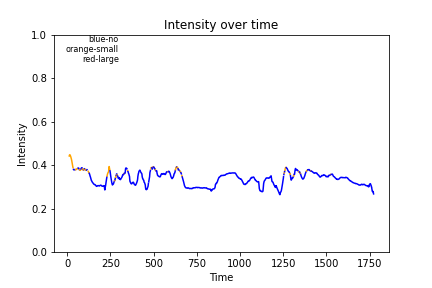 Intensity over time
1.0
blue-no
orange-small
red-large
0.8
0.6
Intensity
0.4
0.2
0.0
0 250 500 750 1000 1250 1500 1750
Time